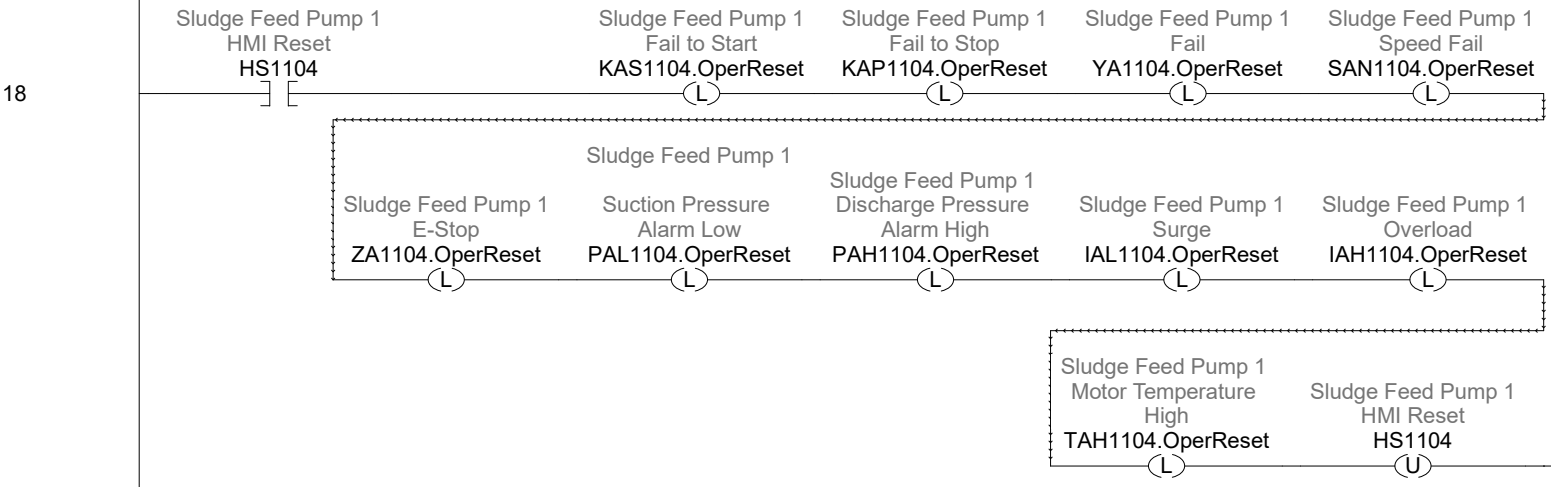 Sludge Feed Pump 1
HMI Reset
HS1104
Sludge Feed Pump 1
Fail to Start
KAS1104.OperReset
L
Sludge Feed Pump 1
Fail to Stop
KAP1104.OperReset
L
Sludge Feed Pump 1
Fail
YA1104.OperReset
L
Sludge Feed Pump 1
Speed Fail
SAN1104.OperReset
L
18
Sludge Feed Pump 1
E-Stop
ZA1104.OperReset
L
Sludge Feed Pump 1
Suction Pressure
Alarm Low
PAL1104.OperReset
L
Sludge Feed Pump 1
Discharge Pressure
Alarm High
PAH1104.OperReset
L
Sludge Feed Pump 1
Surge
IAL1104.OperReset
L
Sludge Feed Pump 1
Overload
IAH1104.OperReset
L
Sludge Feed Pump 1
Motor Temperature
High
TAH1104.OperReset
L
Sludge Feed Pump 1
HMI Reset
HS1104
U